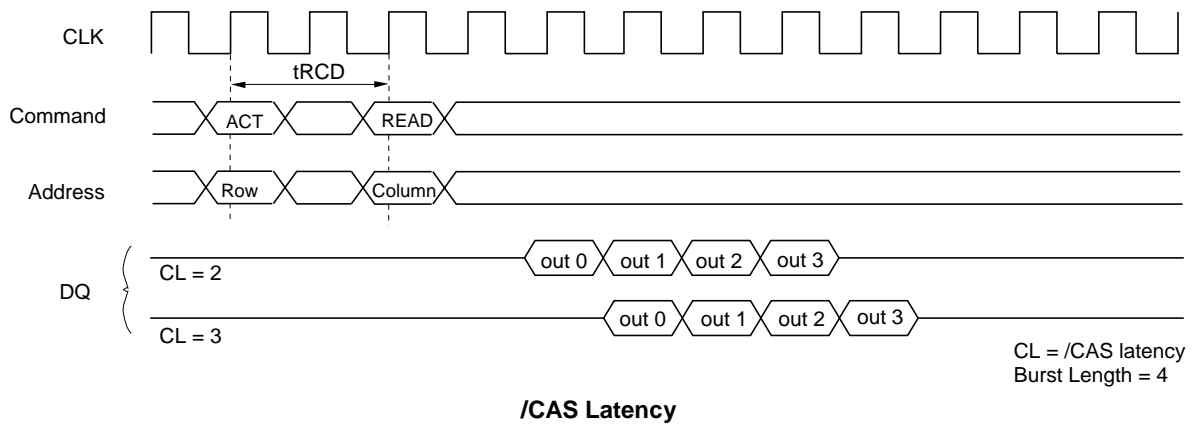 CLK
tRCD
Command
ACT
READ
Address
Row
Column
DQ
out 0 out 1 out 2 out 3
CL = 2
out 0 out 1 out 2 out 3
CL = 3
CL = /CAS latency
Burst Length = 4
/CAS Latency